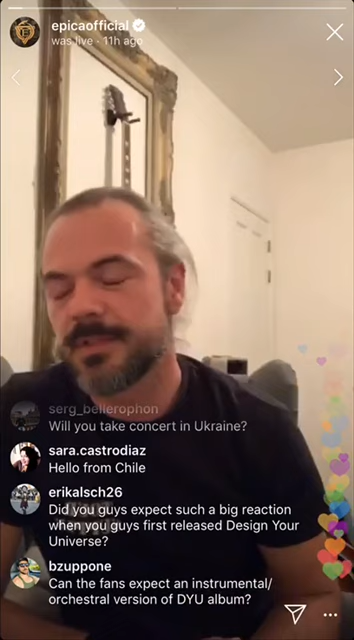 epicaofficial
was live · 11h ago
serg_bellerophon
Will you take concert in Ukraine?
sara.castrodiaz
Hello from Chile
erikalsch26
Did you guys expect such a big reaction
when you guys first released Design Your
Universe?
bzuppone
Can the fans expect an instrumental/
orchestral version of DYU album?